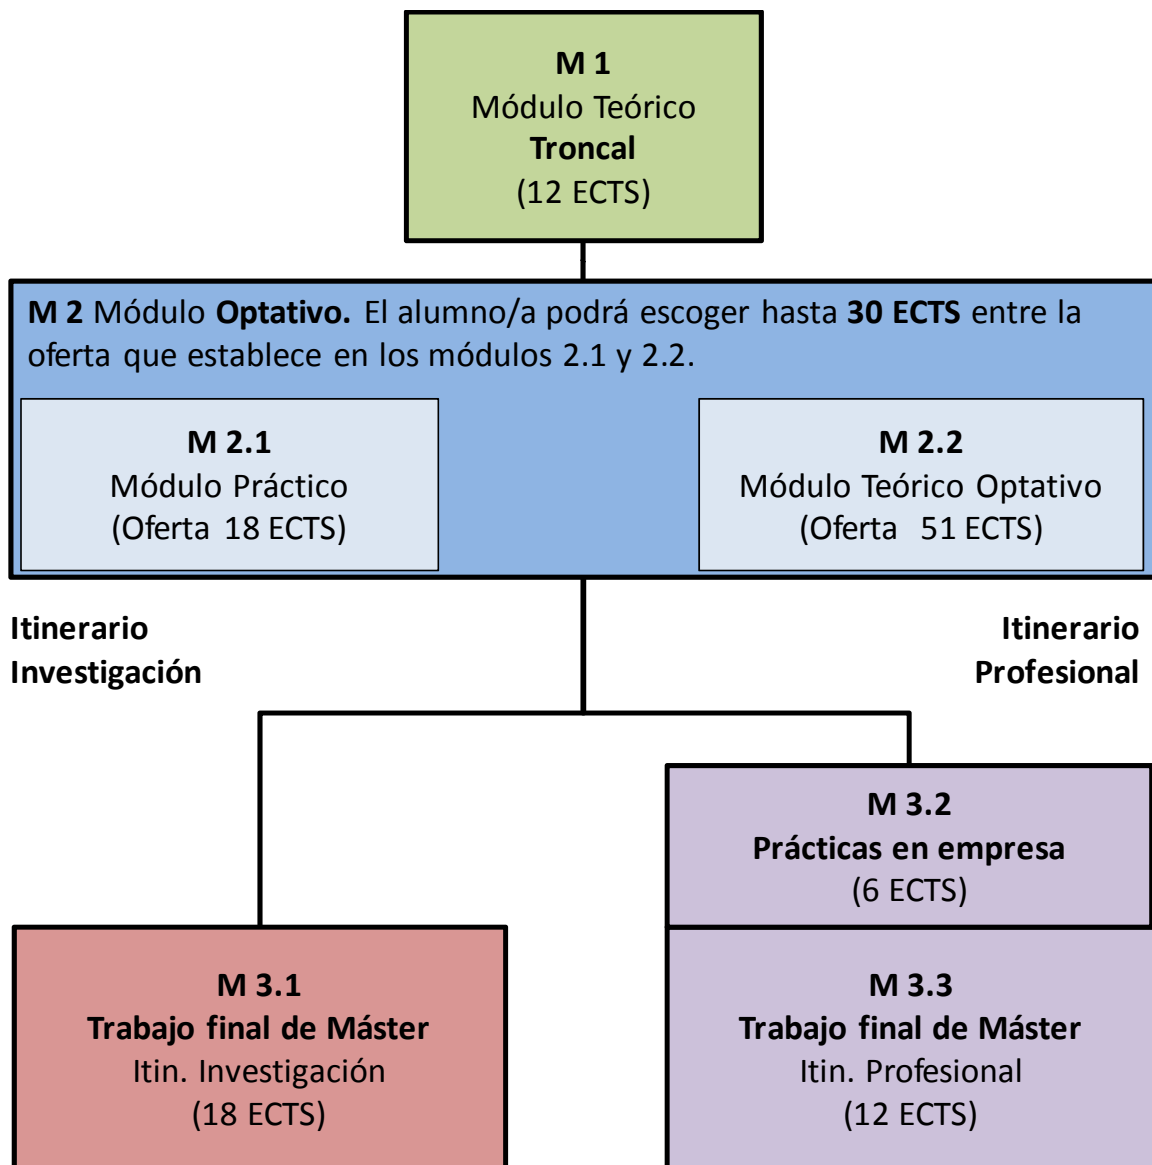 M 1
Módulo Teórico
Troncal
(12 ECTS)
M 2 Módulo Optativo. El alumno/a podrá escoger hasta 30 ECTS entre la
oferta que establece en los módulos 2.1 y 2.2.
M 2.1
Módulo Práctico
(Oferta 18 ECTS)
M 2.2
Módulo Teórico Optativo
(Oferta 51 ECTS)
Itinerario
Investigación
Itinerario
Profesional
M 3.2
Prácticas en empresa
(6 ECTS)
M 3.1
Trabajo final de Máster
Itin. Investigación
(18 ECTS)
M 3.3
Trabajo final de Máster
Itin. Profesional
(12 ECTS)